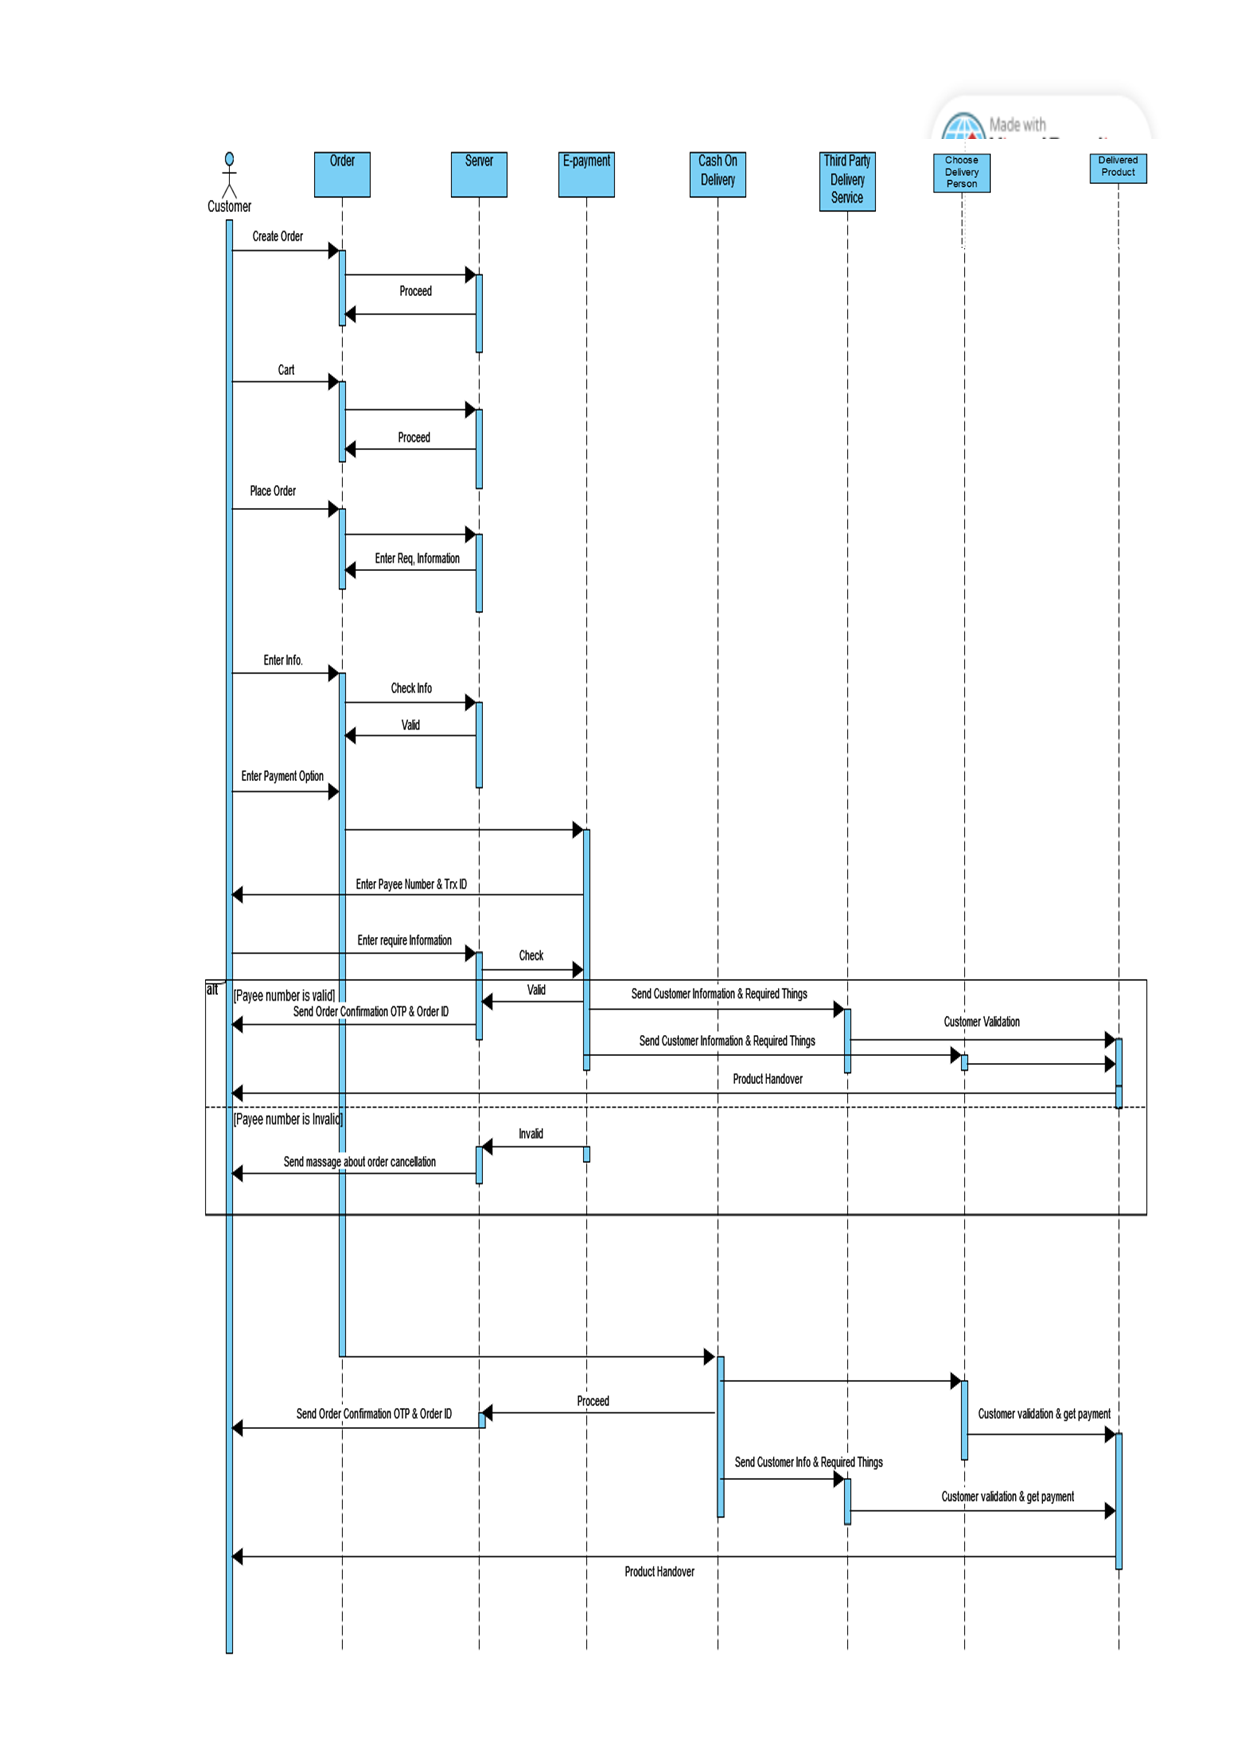 Made with
Customer
Order
Server
E-payment
Cash On
Delivery
Third Party
Delivery
Service
Choose
Delivery
Person
Delivered
Product
Create Order
Proceed
Cart
Proceed
Place Order
Enter Req, Information
Enter Info.
Check Info
Valid
Enter Payment Option
Enter Payee Number & Trx ID
Enter require Information
Check
alt
[Payee number is valid]
Valid
Send Customer Information & Required Things
Send Order Confirmation OTP & Order ID
Customer Validation
Send Customer Information & Required Things
Product Handover
[Payee number is Invalid]
Invalid
Send massage about order cancellation
Proceed
Send Order Confirmation OTP & Order ID
Customer validation & get payment
Send Customer Info & Required Things
Customer validation & get payment
Product Handover